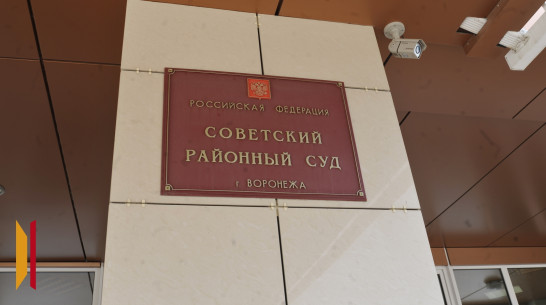 РОССИЙСКАЯ ФЕДЕРАЦИЯ
СОВЕТСКИЙ
РАЙОННЫЙ СУД
г. ВОРОНЕЖА